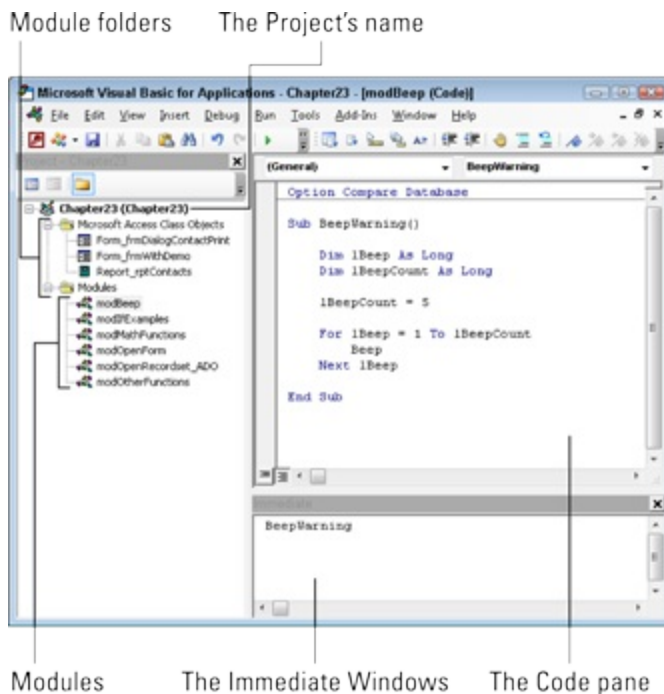 Module folders
The Project's name
Microsoft Visual Basic for Applications - Chapter23 - [modBeep (Code)]
File Edit View Insert Debug Run Tools Add-Ins Window Help
Project - Chapter23
(General)
BeepWarning
Chapter23 (Chapter23)
Microsoft Access Class Objects
Form_frmDialogContactPrint
Form_frmWithDemo
Report_rptContacts
Modules
modBeep
modIfExamples
modMathFunctions
modOpenForm
modOpenRecordset_ADO
modOtherFunctions
Option Compare Database
Sub BeepWarning()
Dim lBeep As Long
Dim lBeepCount As Long
lBeepCount = 5
For lBeep = 1 To lBeepCount
Beep
Next lBeep
End Sub
Immediate
BeepWarning
Modules
The Immediate Windows
The Code pane